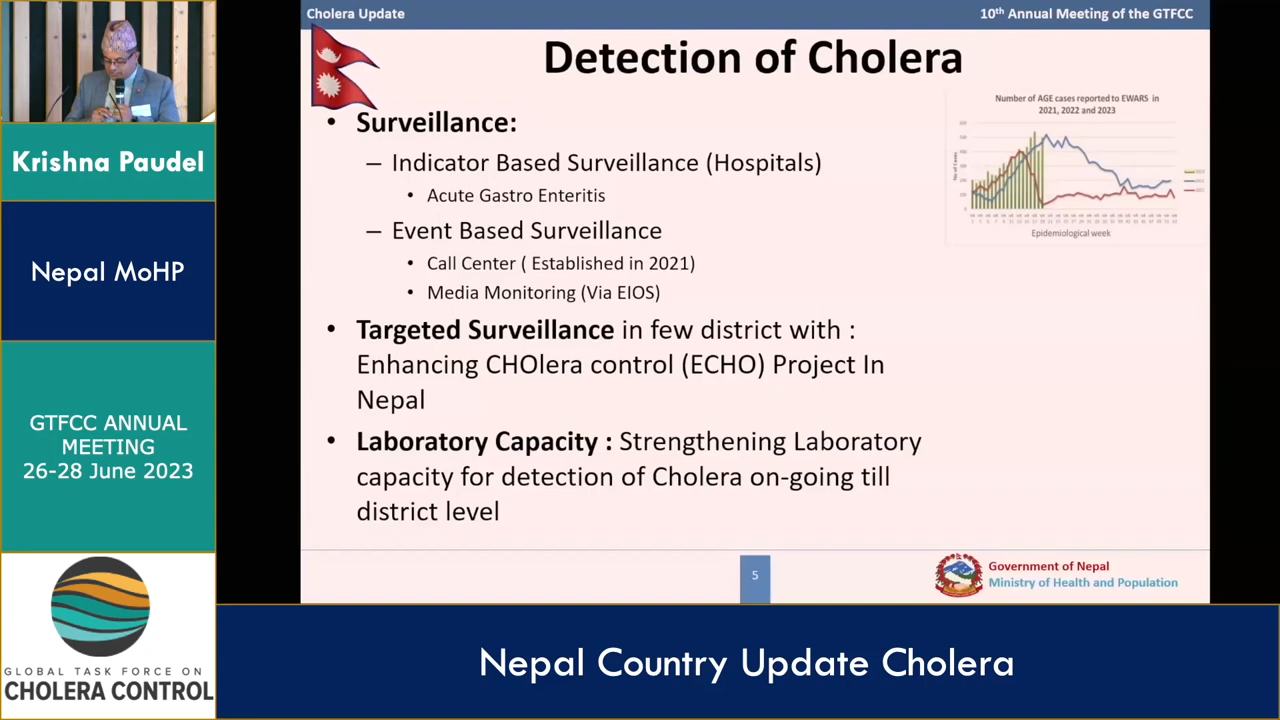 Krishna Paudel
Nepal MoHP
GTFCC ANNUAL
MEETING
26-28 June 2023
GLOBAL TASK FORCE ON
CHOLERA CONTROL
Cholera Update
10th Annual Meeting of the GTFCC
Detection of Cholera
• Surveillance:
– Indicator Based Surveillance (Hospitals)
• Acute Gastro Enteritis
– Event Based Surveillance
• Call Center ( Established in 2021)
• Media Monitoring (Via EIOS)
• Targeted Surveillance in few district with :
Enhancing CHOlera control (ECHO) Project In
Nepal
• Laboratory Capacity : Strengthening Laboratory
capacity for detection of Cholera on-going till
district level
Number of AGE cases reported to EWARS in
2021, 2022 and 2023
No of Cases
Epidemiological week
5
Government of Nepal
Ministry of Health and Population
Nepal Country Update Cholera